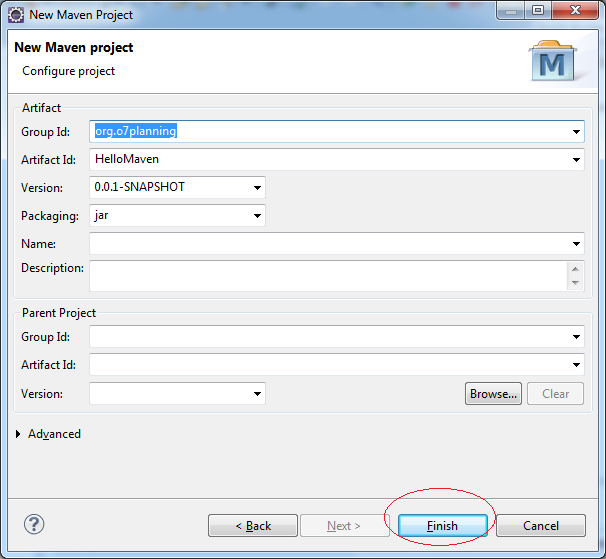 New Maven Project
New Maven project
Configure project
M
Artifact
Group Id: org.o7planning
Artifact Id: HelloMaven
Version: 0.0.1-SNAPSHOT
Packaging: jar
Name:
Description:
Parent Project
Group Id:
Artifact Id:
Version: Browse... Clear
Advanced
? < Back Next > Finish Cancel